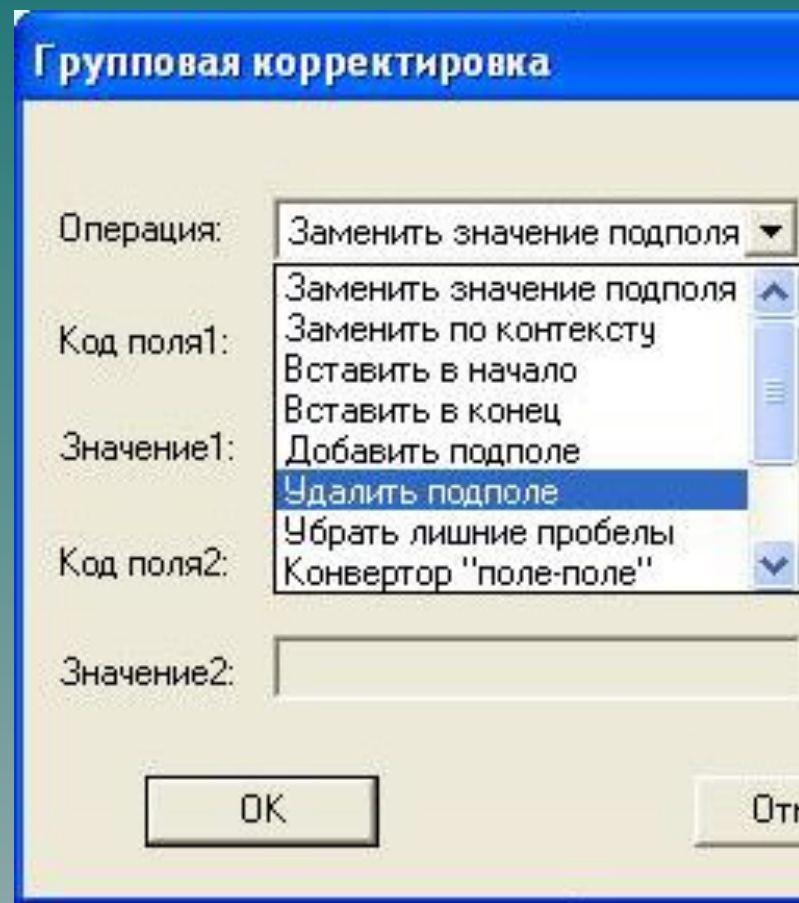 Групповая корректировка
Операция: Заменить значение подполя
Заменить значение подполя
Заменить по контексту
Код поля1:
Вставить в начало
Вставить в конец
Значение1:
Добавить подполе
Удалить подполе
Убрать лишние пробелы
Код поля2:
Конвертор "поле-поле"
Значение2:
OK